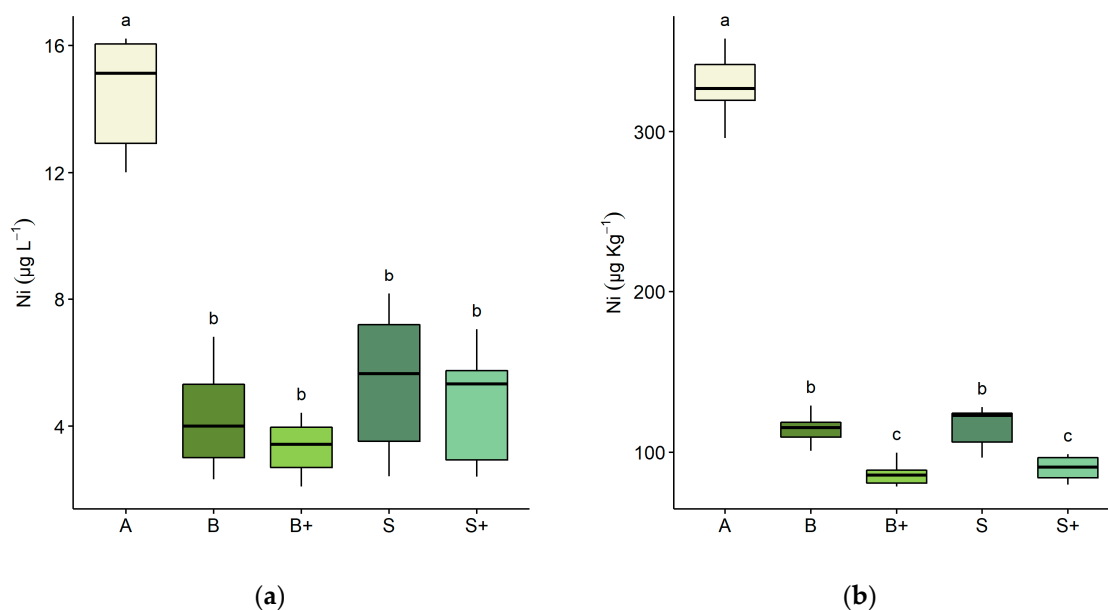 a
16
12
8
4
Ni (µg L⁻¹)
b
b
b
b
A B B+ S S+
(a)
a
300
200
100
Ni (µg Kg⁻¹)
b
c
b
c
A B B+ S S+
(b)